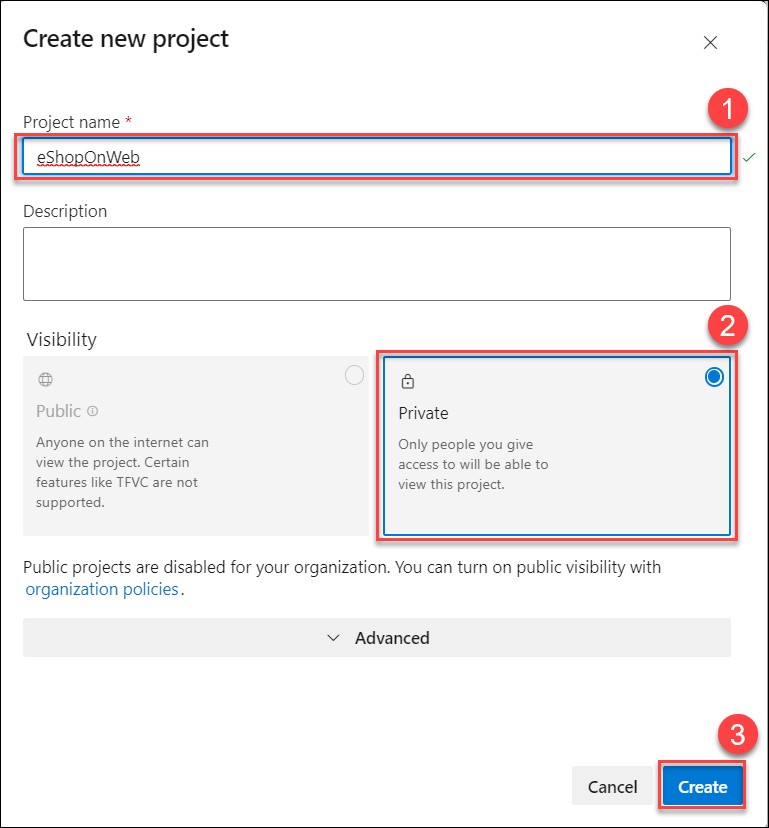 Create new project
1
Project name *
eShopOnWeb
Description
2
Visibility
Public
Anyone on the internet can
view the project. Certain
features like TFVC are not
supported.
Private
Only people you give
access to will be able to
view this project.
Public projects are disabled for your organization. You can turn on public visibility with
organization policies.
Advanced
3
Cancel
Create